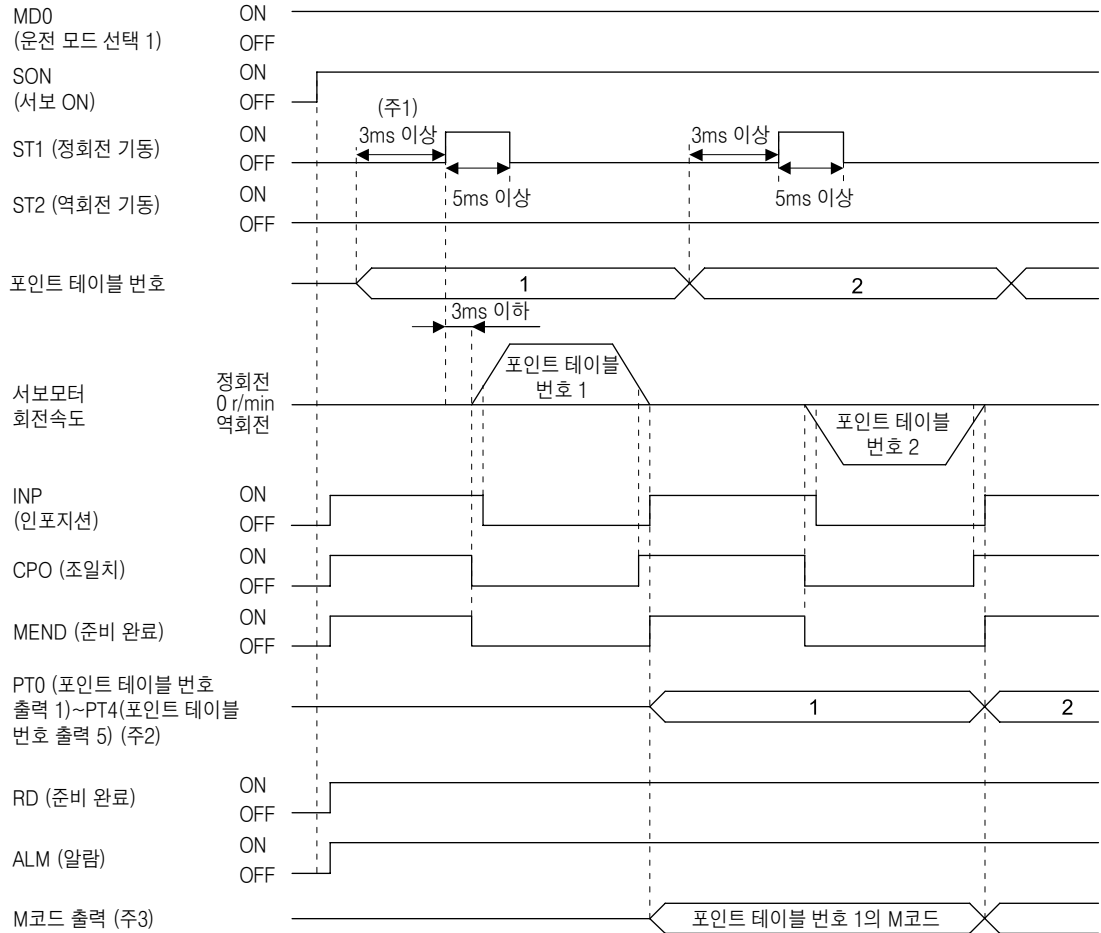 MD0
(운전 모드 선택 1)
ON
OFF
SON
(서보 ON)
ON
OFF
(주1)
3ms 이상
3ms 이상
ST1 (정회전 기동)
ON
OFF
5ms 이상
5ms 이상
ST2 (역회전 기동)
ON
OFF
포인트 테이블 번호
1
2
3ms 이하
서보모터
회전속도
정회전
0 r/min
역회전
포인트 테이블
번호 1
포인트 테이블
번호 2
INP
(인포지션)
ON
OFF
CPO (조일치)
ON
OFF
MEND (준비 완료)
ON
OFF
PT0 (포인트 테이블 번호
출력 1)~PT4(포인트 테이블
번호 출력 5) (주2)
1
2
RD (준비 완료)
ON
OFF
ALM (알람)
ON
OFF
M코드 출력 (주3)
포인트 테이블 번호 1의 M코드